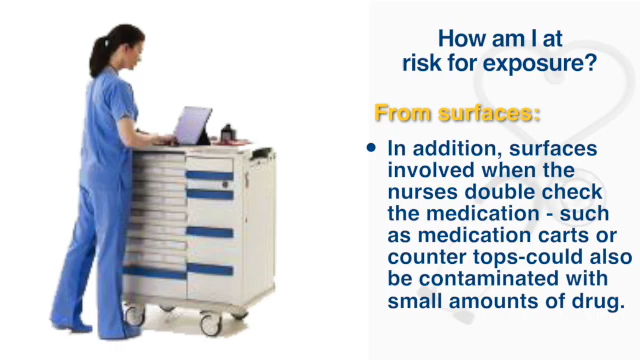 How am I at
risk for exposure?
From surfaces:
• In addition, surfaces
involved when the
nurses double check
the medication - such
as medication carts or
counter tops-could also
be contaminated with
small amounts of drug.